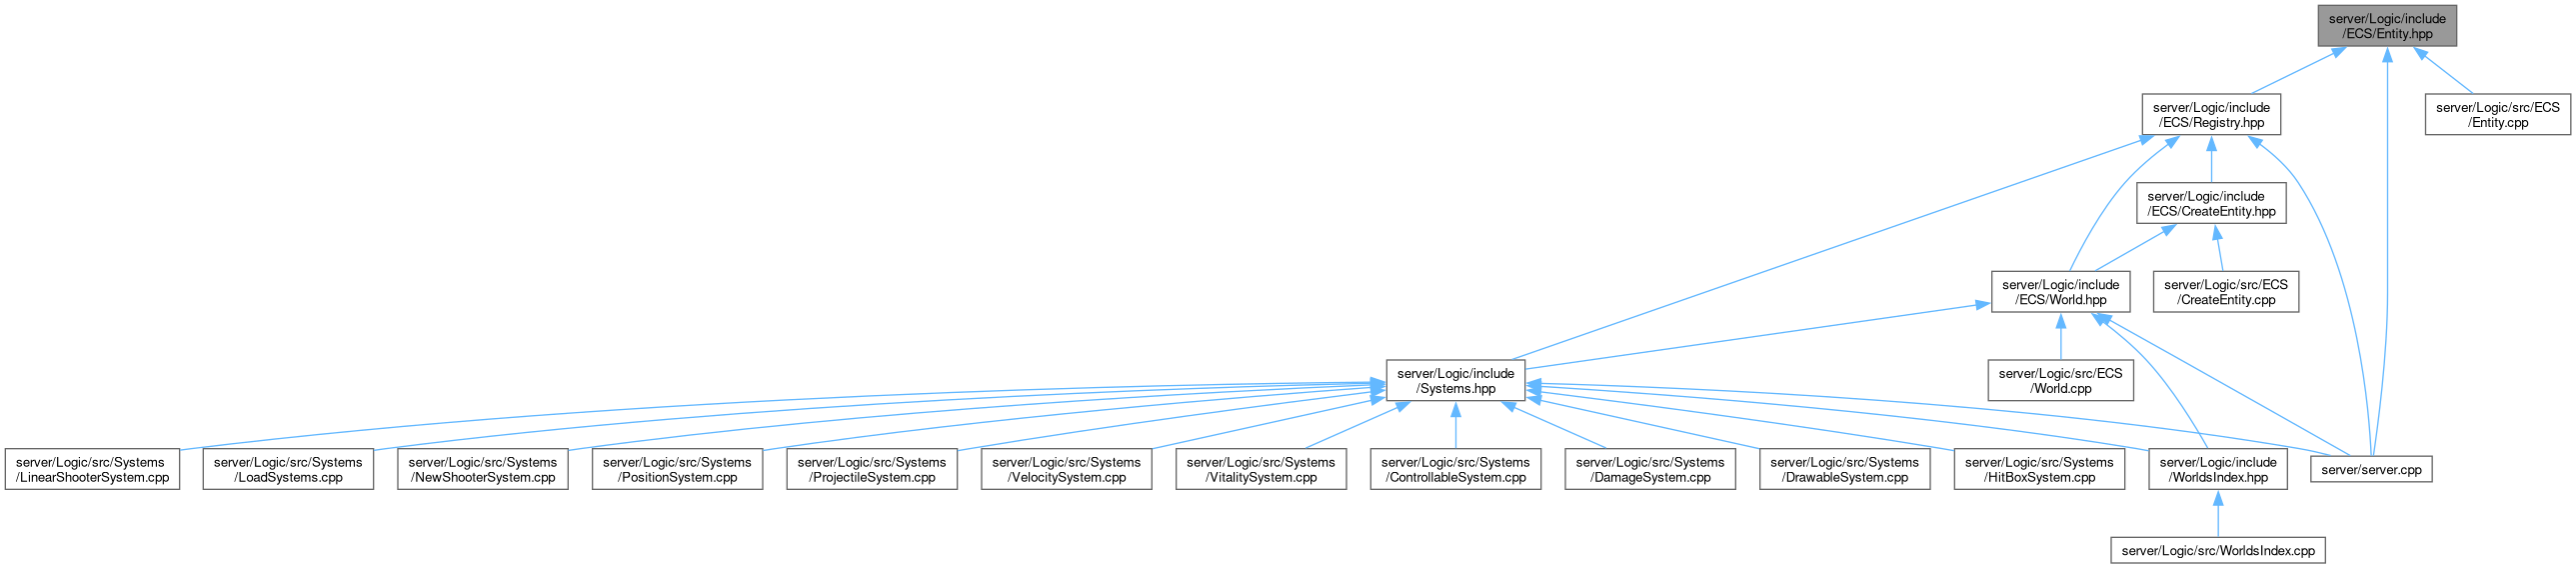 server/Logic/include
/ECS/Entity.hpp
server/Logic/include
/ECS/Registry.hpp
server/Logic/src/ECS
/Entity.cpp
server/Logic/include
/ECS/CreateEntity.hpp
server/Logic/include
/ECS/World.hpp
server/Logic/src/ECS
/CreateEntity.cpp
server/Logic/include
/Systems.hpp
server/Logic/src/ECS
/World.cpp
server/Logic/src/Systems
/LinearShooterSystem.cpp
server/Logic/src/Systems
/LoadSystems.cpp
server/Logic/src/Systems
/NewShooterSystem.cpp
server/Logic/src/Systems
/PositionSystem.cpp
server/Logic/src/Systems
/ProjectileSystem.cpp
server/Logic/src/Systems
/VelocitySystem.cpp
server/Logic/src/Systems
/VitalitySystem.cpp
server/Logic/src/Systems
/ControllableSystem.cpp
server/Logic/src/Systems
/DamageSystem.cpp
server/Logic/src/Systems
/DrawableSystem.cpp
server/Logic/src/Systems
/HitBoxSystem.cpp
server/Logic/include
/WorldsIndex.hpp
server/server.cpp
server/Logic/src/WorldsIndex.cpp